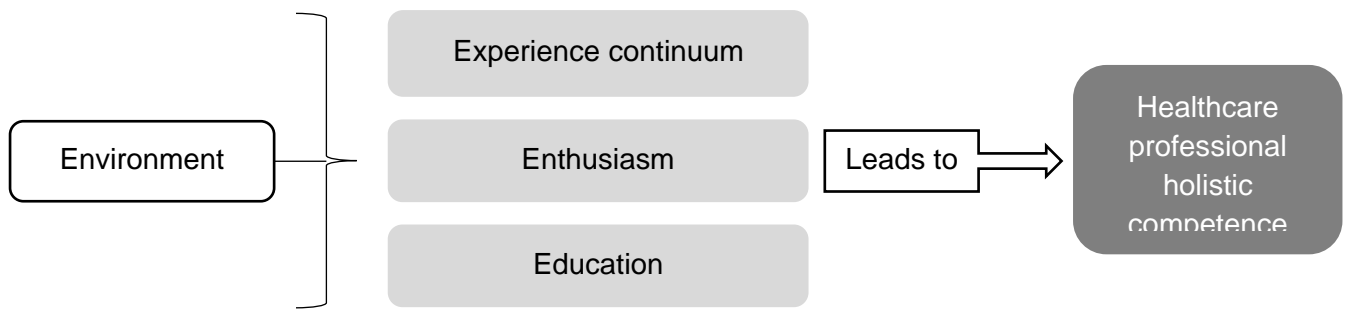 Experience continuum
Environment
Enthusiasm
Leads to
Education
Healthcare
professional
holistic
competence